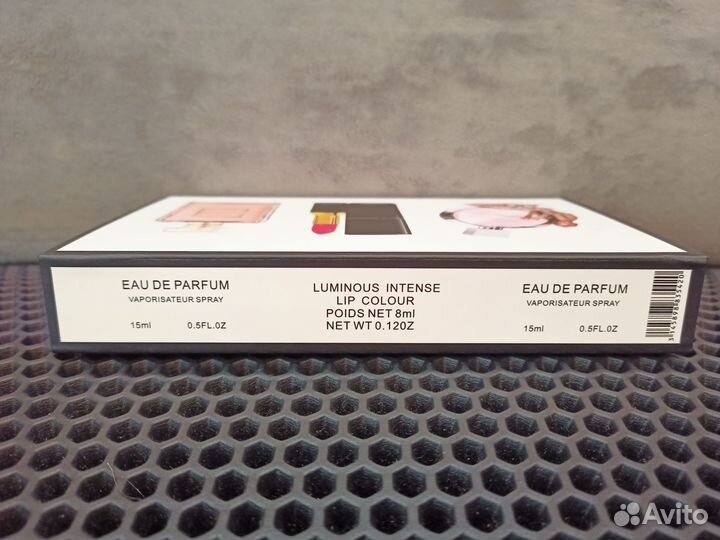 EAU DE PARFUM
VAPORISATEUR SPRAY
15ml 0.5FL.0Z
LUMINOUS INTENSE
LIP COLOUR
POIDS NET 8ml
NET WT 0.120Z
EAU DE PARFUM
VAPORISATEUR SPRAY
15ml 0.5FL.0Z
3145898835420
Avito